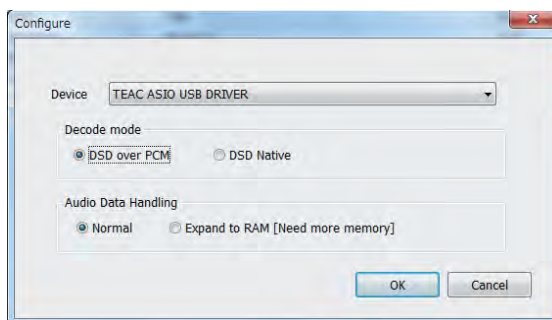 Configure
Device TEAC ASIO USB DRIVER
Decode mode
DSD over PCM DSD Native
Audio Data Handling
Normal Expand to RAM [Need more memory]
OK Cancel